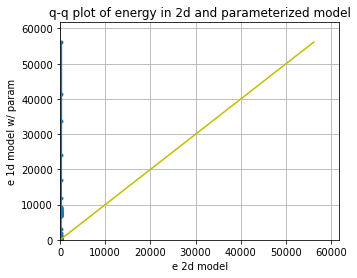 q-q plot of energy in 2d and parameterized model
60000
50000
40000
30000
20000
10000
0
e 1d model w/ param
0 10000 20000 30000 40000 50000 60000
e 2d model